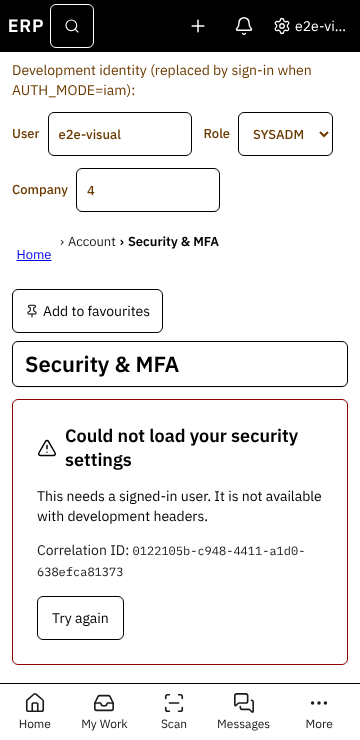 ERP
e2e-vi...
Development identity (replaced by sign-in when
AUTH_MODE=iam):
User
e2e-visual
Role
SYSADM
Company
4
Home
› Account › Security & MFA
Add to favourites
Security & MFA
Could not load your security
settings
This needs a signed-in user. It is not available
with development headers.
Correlation ID: 0122105b-c948-4411-a1d0-
638efca81373
Try again
Home
My Work
Scan
Messages
More